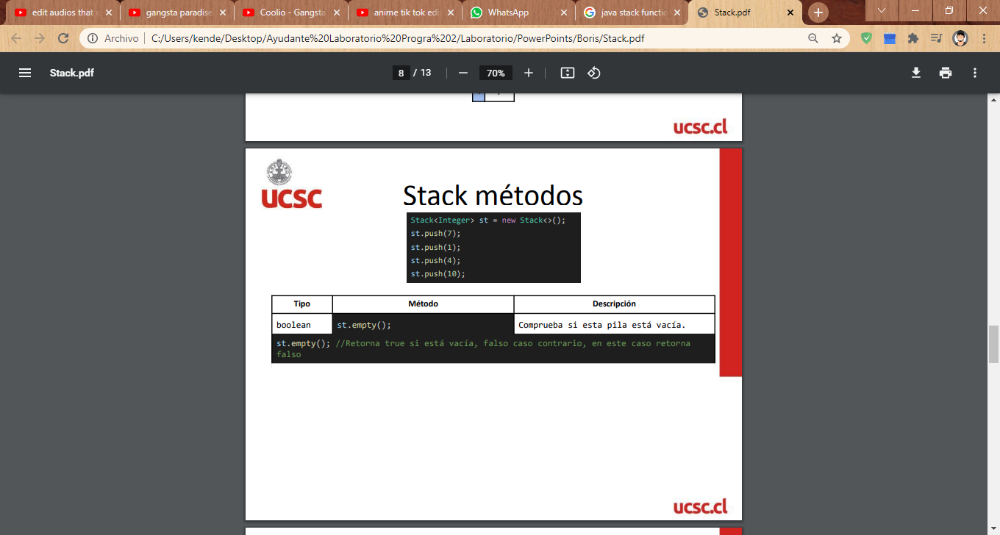 edit audios that
gangsta paradise
Coolio - Gangsta
anime tik tok edi
WhatsApp
java stack functio
Stack.pdf
Archivo
C:/Users/kende/Desktop/Ayudante%20Laboratorio%20Progra%202/Laboratorio/PowerPoints/Boris/Stack.pdf
Stack.pdf
8 / 13
70%
ucsc.cl
UCSC
Stack métodos
Stack<Integer> st = new Stack<>();
st.push(7);
st.push(1);
st.push(4);
st.push(10);
Tipo Método Descripción
boolean st.empty(); Comprueba si esta pila está vacía.
st.empty(); //Retorna true si está vacía, falso caso contrario, en este caso retorna
falso
ucsc.cl